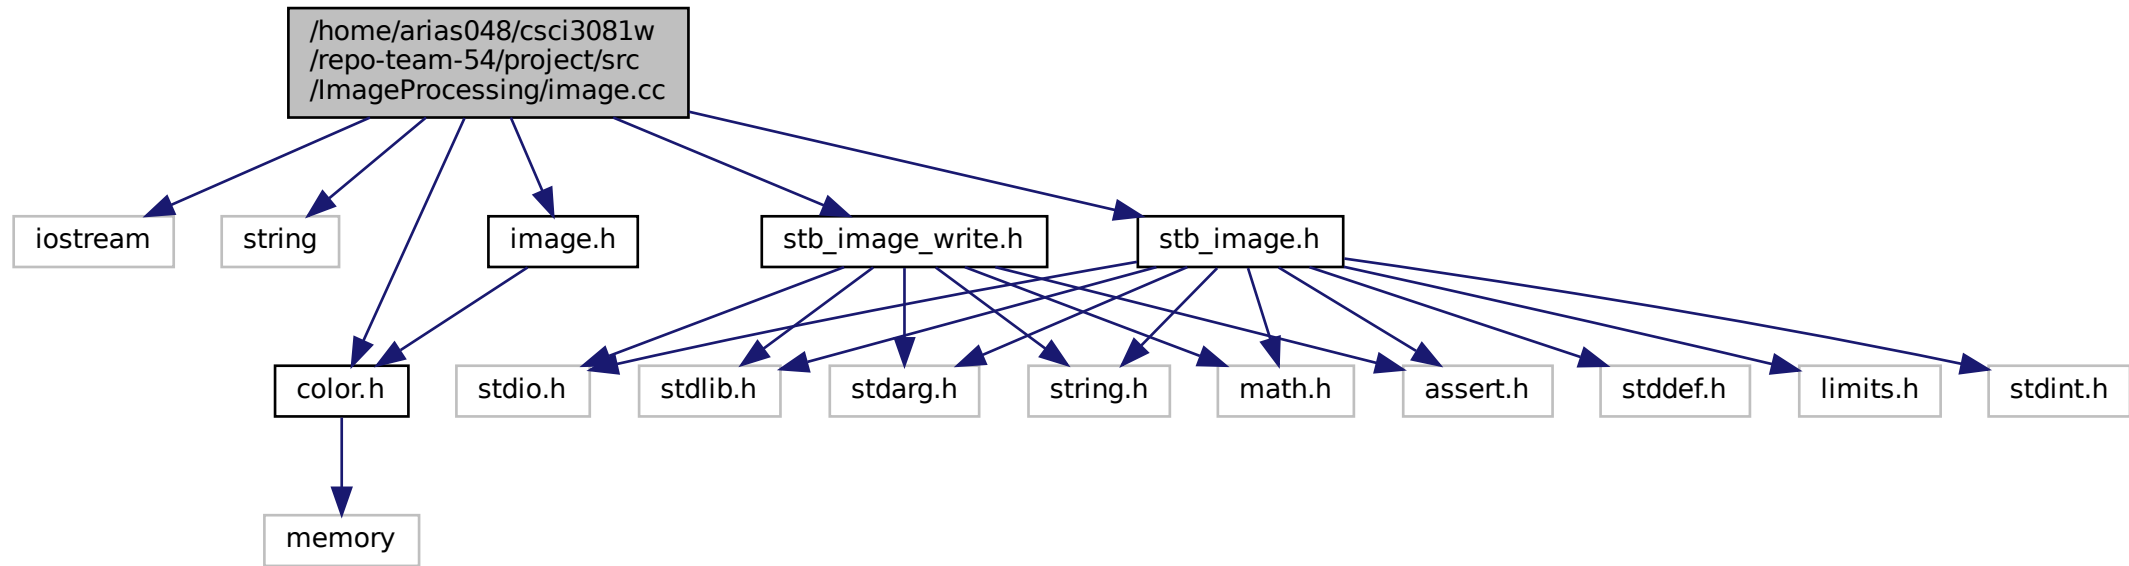 /home/arias048/csci3081w
/repo-team-54/project/src
/ImageProcessing/image.cc
iostream
string
image.h
stb_image_write.h
stb_image.h
color.h
stdio.h
stdlib.h
stdarg.h
string.h
math.h
assert.h
stddef.h
limits.h
stdint.h
memory